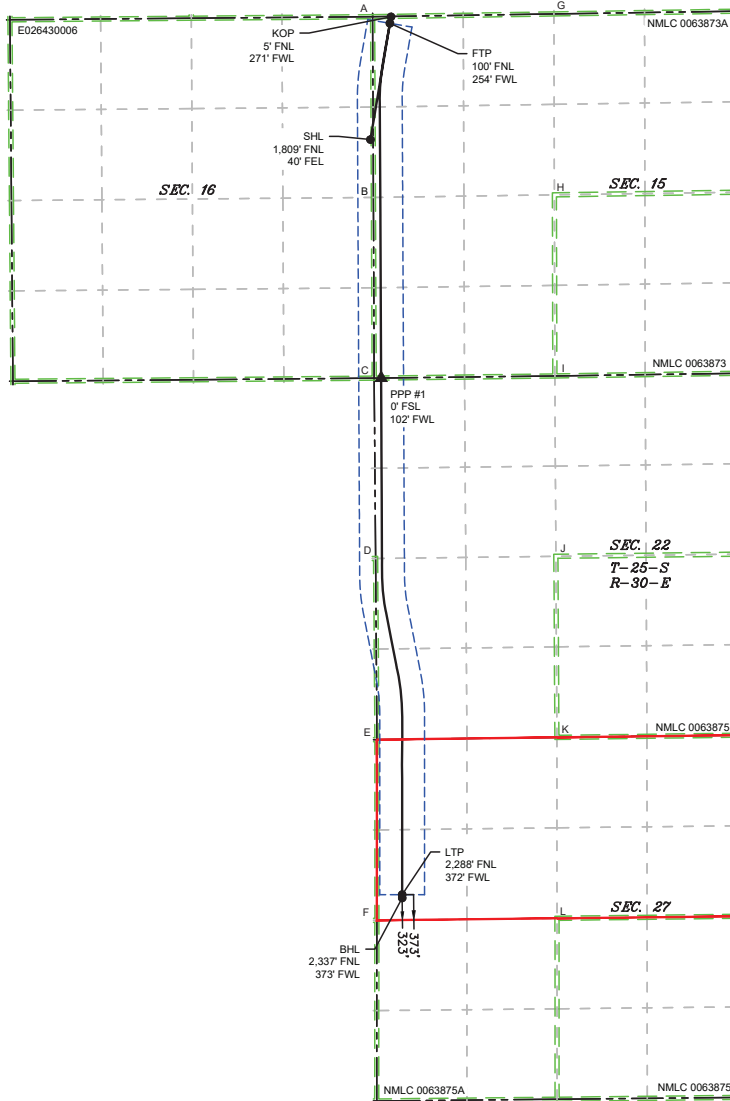 A
G
E026430006
KOP
5' FNL
271' FWL
NMLC 0063873A
FTP
100' FNL
254' FWL
SHL
1,809' FNL
40' FEL
SEC. 16
B
H
SEC. 15
C
I
NMLC 0063873
PPP #1
0' FSL
102' FWL
D
J
SEC. 22
T-25-S
R-30-E
E
K
NMLC 0063875
LTP
2,288' FNL
372' FWL
F
L
SEC. 27
323'
373'
BHL
2,337' FNL
373' FWL
NMLC 0063875A
NMLC 0063875